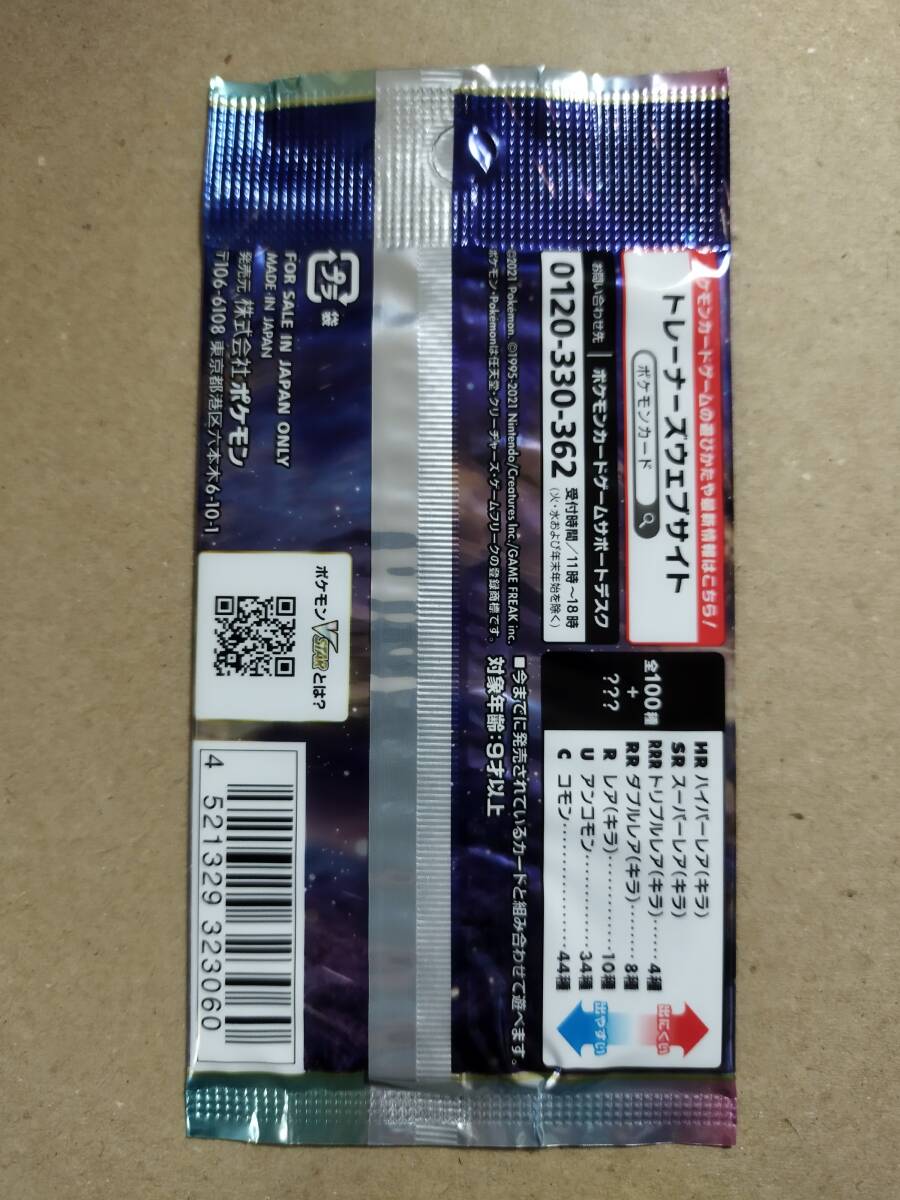 ポケモンカードゲームの遊びかたや最新情報はこちら!
トレーナーズウェブサイト
ポケモンカード
お問い合わせ先 | ポケモンカードゲームサポートデスク
0120-330-362
受付時間/11時~18時
(火・水および年末年始を除く)
©2021 Pokémon. ©1995-2021 Nintendo/Creatures Inc./GAME FREAK inc.
ポケモン・Pokémonは任天堂・クリーチャーズ・ゲームフリークの登録商標です。
全100種
+
???
HR ハイパーレア(キラ)
SR スーパーレア(キラ)
RRR トリプルレア(キラ)‥‥4種
RR ダブルレア(キラ)‥‥‥8種
R レア(キラ)‥‥‥‥‥10種
U アンコモン‥‥‥‥‥34種
C コモン‥‥‥‥‥‥‥44種
出にくい
出やすい
■今までに発売されているカードと組み合わせて遊べます。
対象年齢:9才以上
プラ
袋
FOR SALE IN JAPAN ONLY
MADE IN JAPAN
発売元 株式会社ポケモン
〒106-6108 東京都港区六本木6-10-1
ポケモンVSTARとは?
4 521329 323060